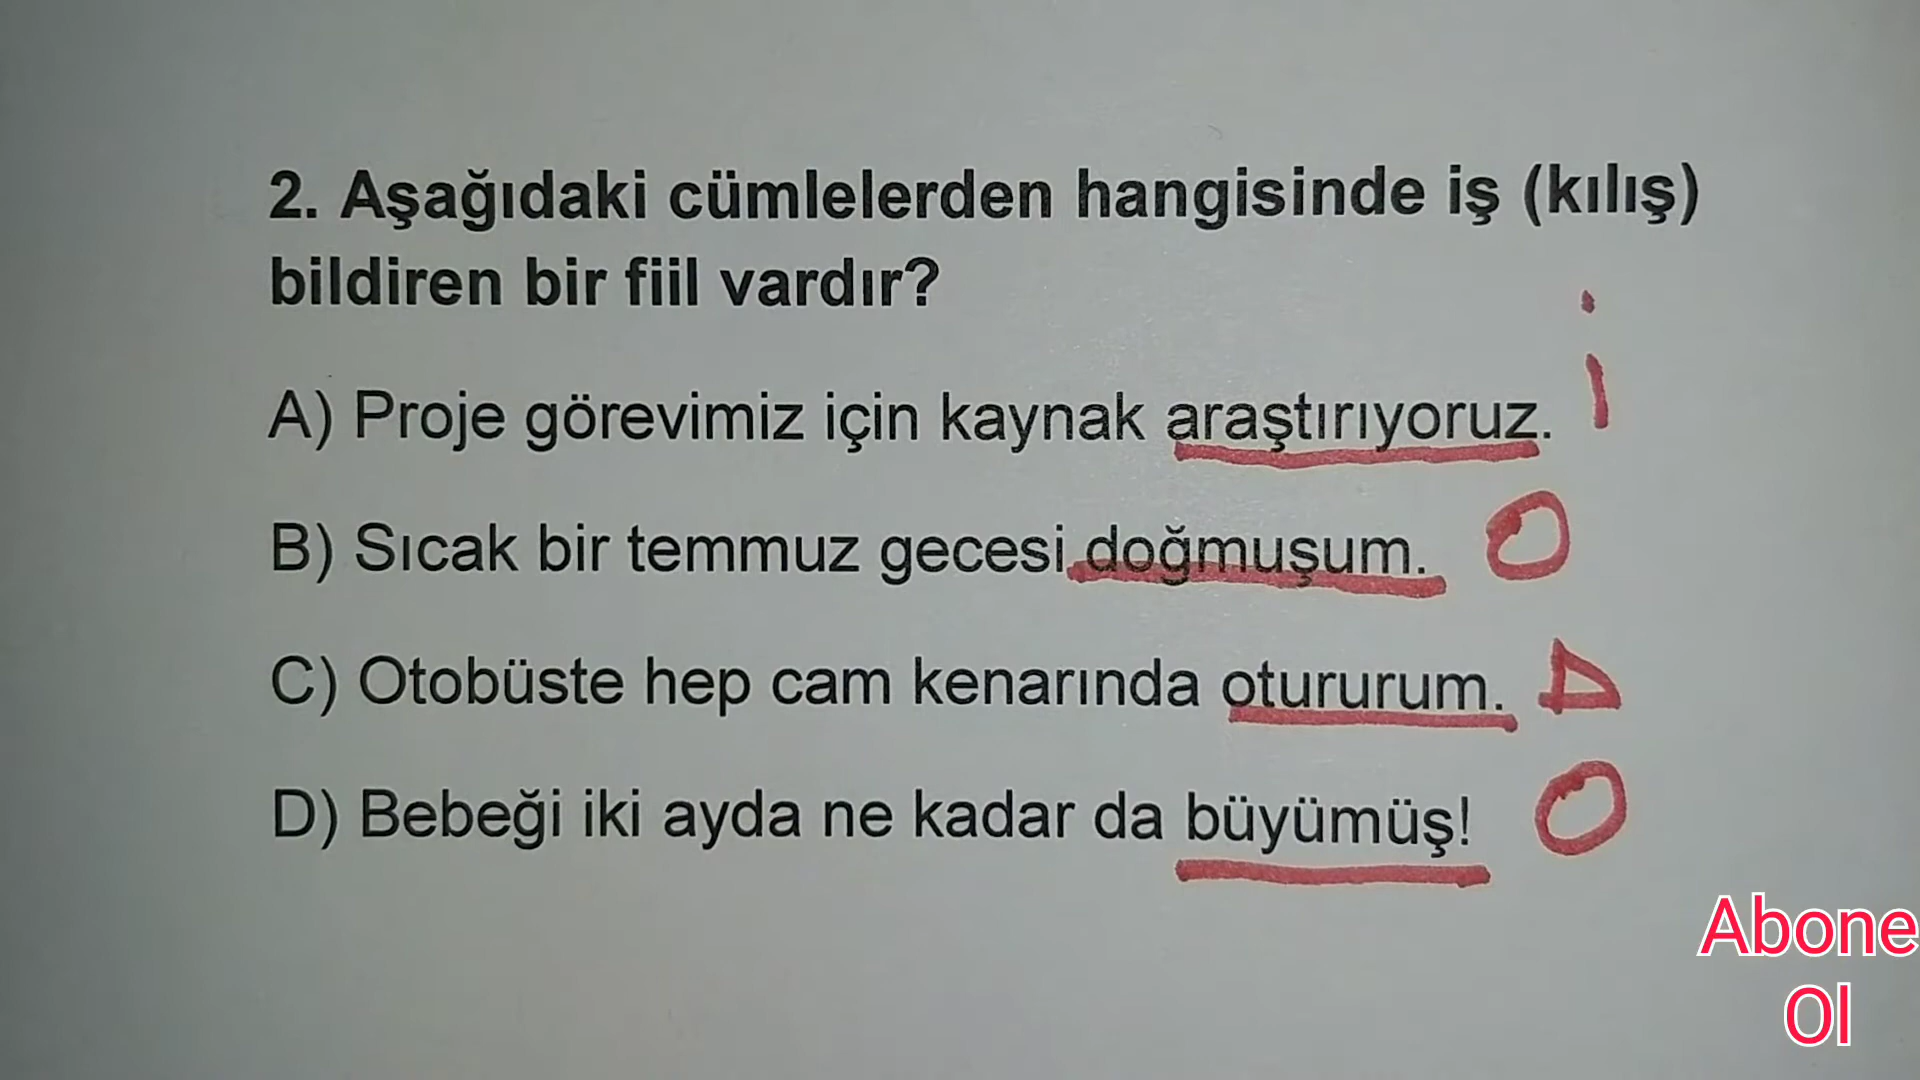 2. Aşağıdaki cümlelerden hangisinde iş (kılış)
bildiren bir fiil vardır?
A) Proje görevimiz için kaynak araştırıyoruz. i
B) Sıcak bir temmuz gecesi doğmuşum. O
C) Otobüste hep cam kenarında otururum. D
D) Bebeği iki ayda ne kadar da büyümüş! O
Abone
Ol